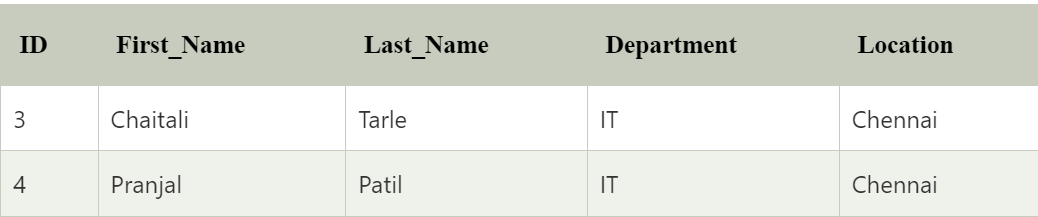 ID First_Name Last_Name Department Location
3 Chaitali Tarle IT Chennai
4 Pranjal Patil IT Chennai